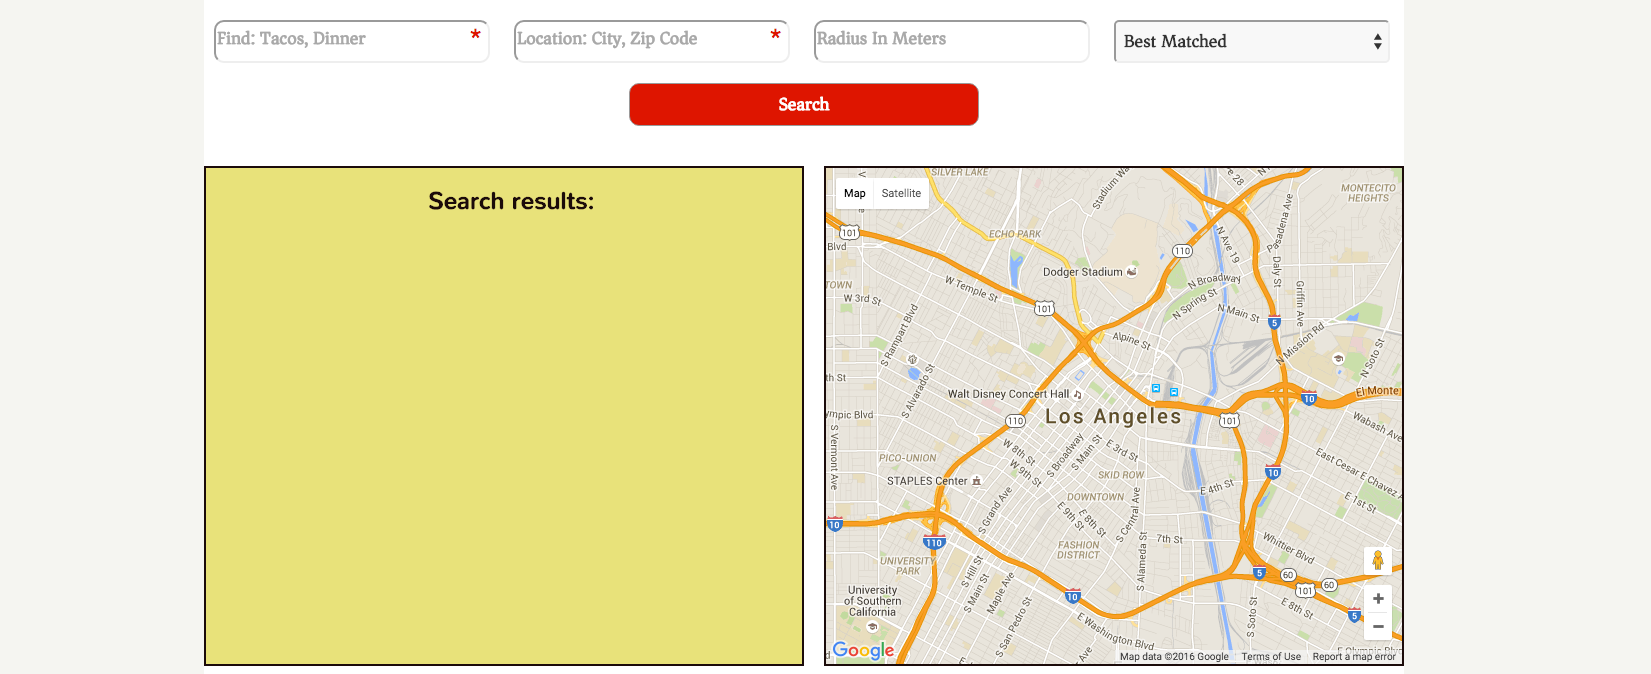 Find: Tacos, Dinner *
Location: City, Zip Code *
Radius In Meters
Best Matched
Search
Search results:
Map Satellite
SILVER LAKE
Stadium Wa
MONTECITO
HEIGHTS
101
Blvd
ECHO PARK
110
N Ave 19
Pasadena Ave
Dodger Stadium
Daly St
N Broadway
TOWN
W 3rd St
W Temple St
101
N Spring St
N Main St
Griffin Ave
5
N Mission Rd
S Rampart Blvd
Alpine St
N Soto St
S Alvarado St
Walt Disney Concert Hall
10
El Monte
ympic Blvd
110
Los Angeles
101
Wabash Ave
S Vermont Ave
W 8th St
W 9th St
S Broadway
S Main St
E 3rd St
PICO-UNION
East Cesar E Chavez A
STAPLES Center
SKID ROW
10
E 4th St
E 1st St
DOWNTOWN
S Grand Ave
E 9th St
E 8th St
S Central Ave
10
110
FASHION
DISTRICT
7th St
Whittier Blvd
UNIVERSITY
PARK
S Hill St
S Main St
Maple Ave
S Alameda St
5
60
60
101
University
of Southern
California
10
E 8th St
5
S San Pedro St
E Washington Blvd
S Soto St
+
−
Google
Map data ©2016 Google Terms of Use Report a map error